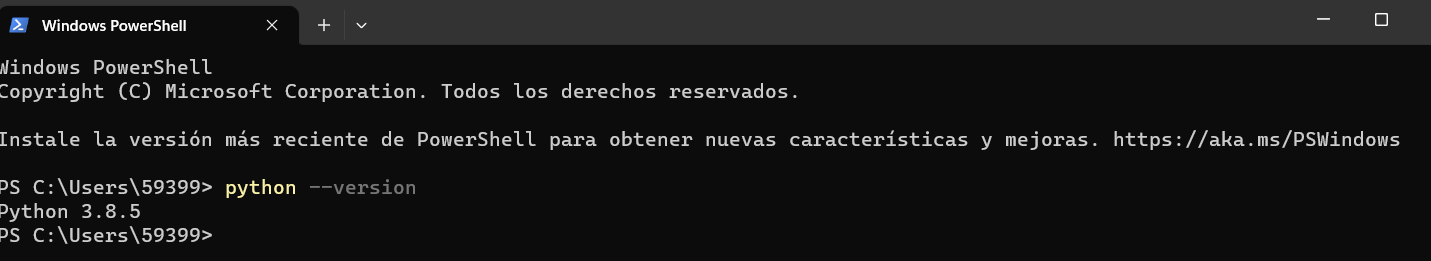 Windows PowerShell
Windows PowerShell
Copyright (C) Microsoft Corporation. Todos los derechos reservados.
Instale la versión más reciente de PowerShell para obtener nuevas características y mejoras. https://aka.ms/PSWindows
PS C:\Users\59399> python --version
Python 3.8.5
PS C:\Users\59399>